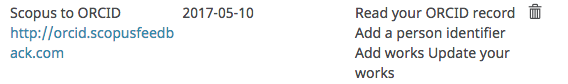 Scopus to ORCID 2017-05-10 Read your ORCID record
http://orcid.scopusfeedb Add a person identifier
ack.com Add works Update your
works